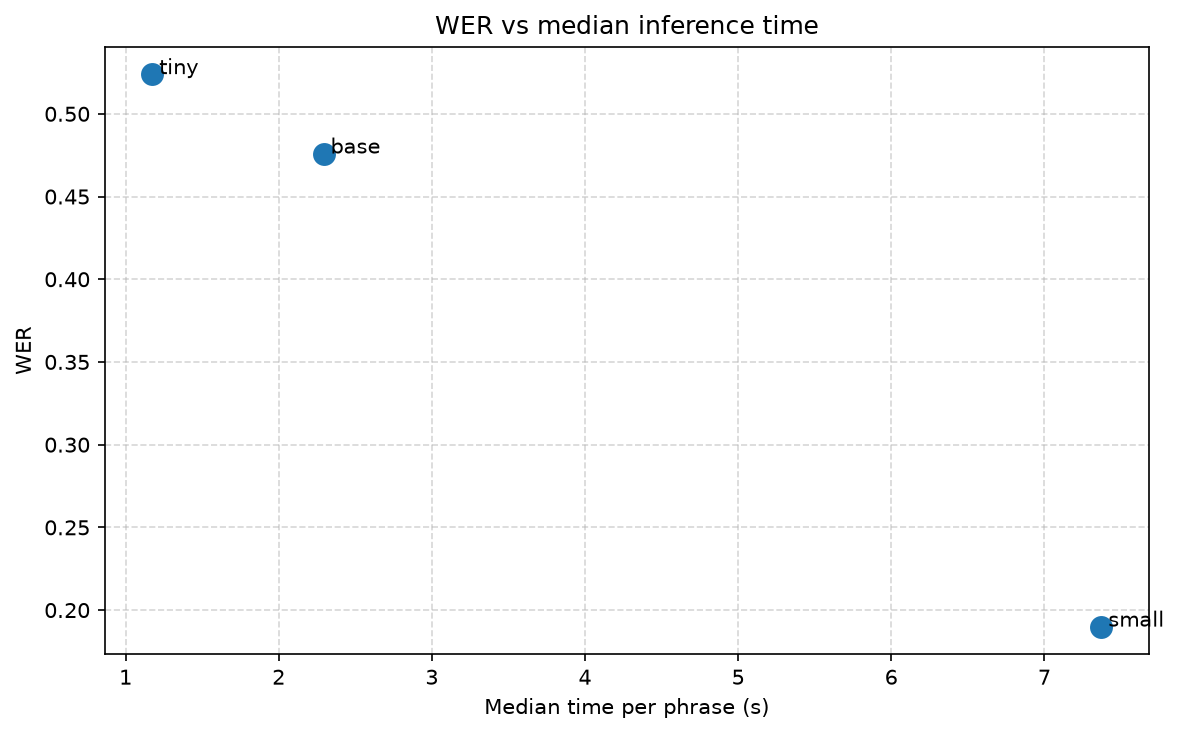 WER vs median inference time
tiny
0.50
base
0.45
0.40
WER
0.35
0.30
0.25
0.20
small
1 2 3 4 5 6 7
Median time per phrase (s)